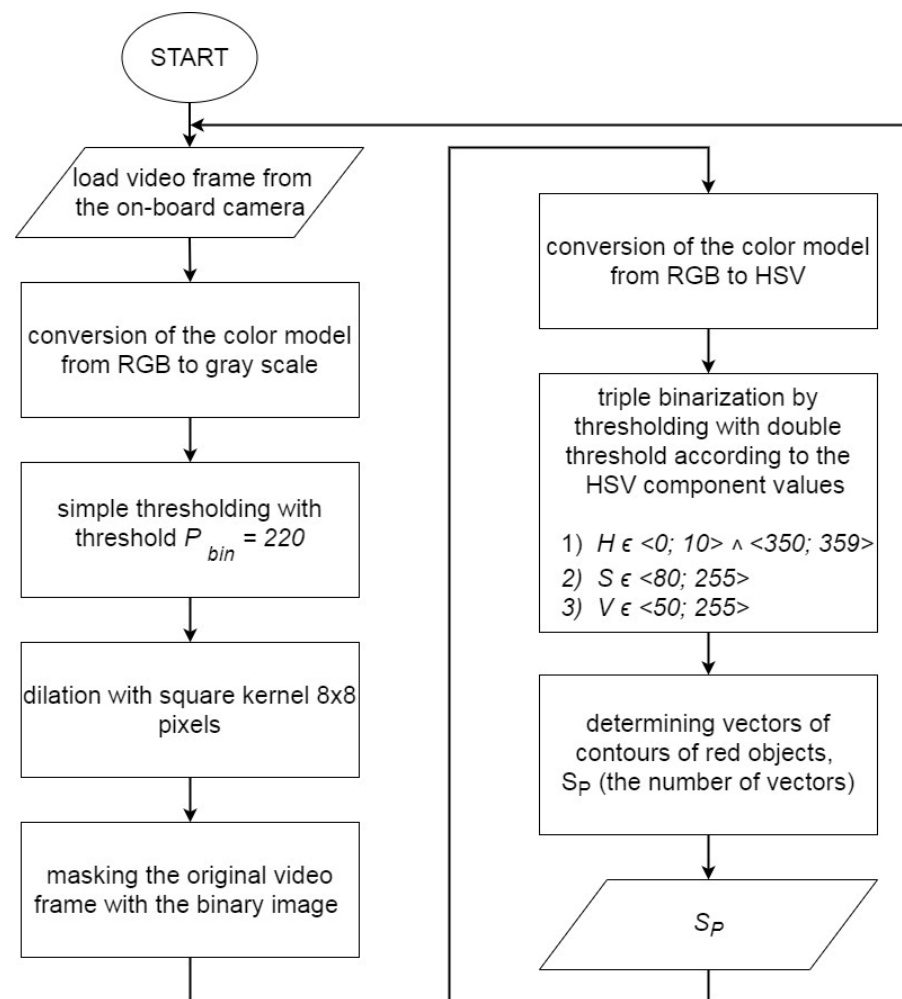 START
load video frame from
the on-board camera
conversion of the color model
from RGB to gray scale
simple thresholding with
threshold P bin = 220
dilation with square kernel 8x8
pixels
masking the original video
frame with the binary image
conversion of the color model
from RGB to HSV
triple binarization by
thresholding with double
threshold according to the
HSV component values
1) H ϵ <0; 10> ∧ <350; 359>
2) S ϵ <80; 255>
3) V ϵ <50; 255>
determining vectors of
contours of red objects,
SP (the number of vectors)
SP